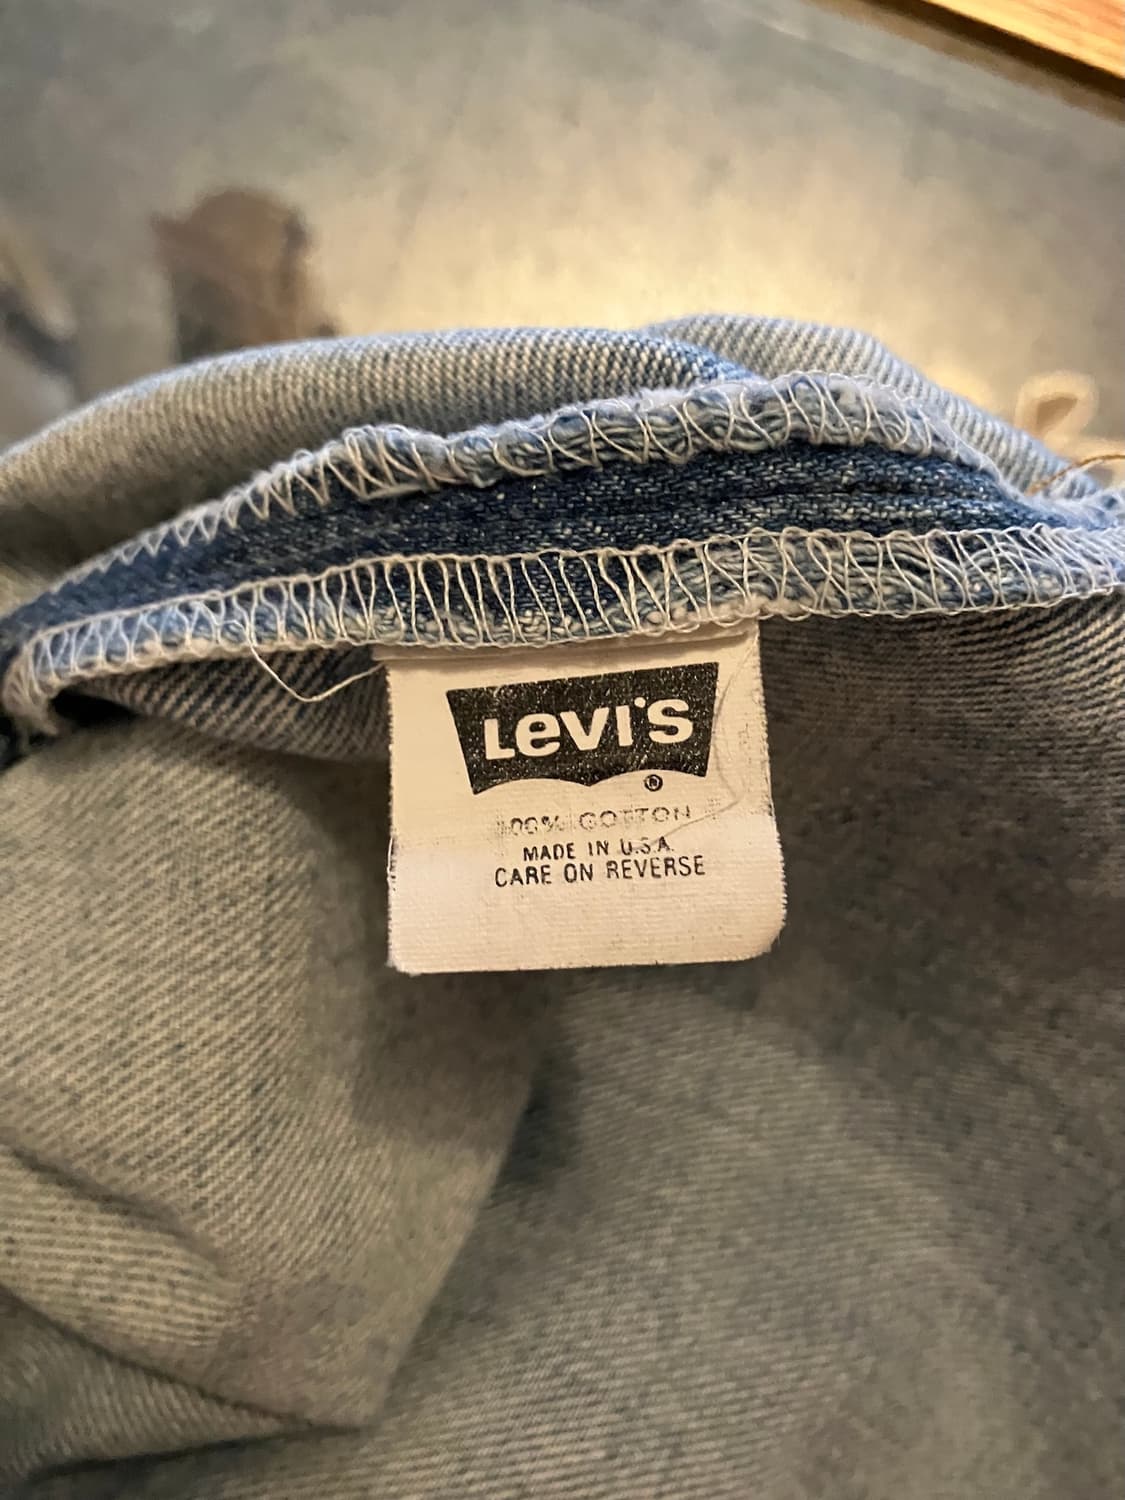 LEVI'S
®
100% COTTON
MADE IN U.S.A.
CARE ON REVERSE